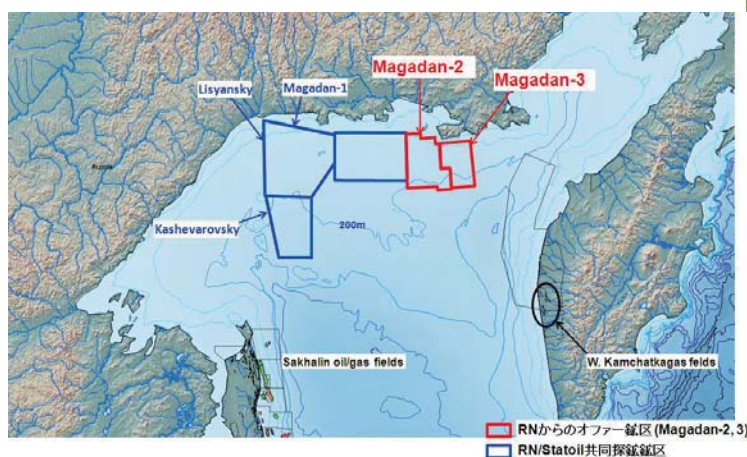 Magadan-2
Magadan-3
Lisyansky
Magadan-1
Kashevarovsky
200m
Sakhalin oil/gas fields
W. Kamchatkagas felds
RNからのオファー鉱区(Magadan-2, 3)
RN/Statoil共同探鉱鉱区